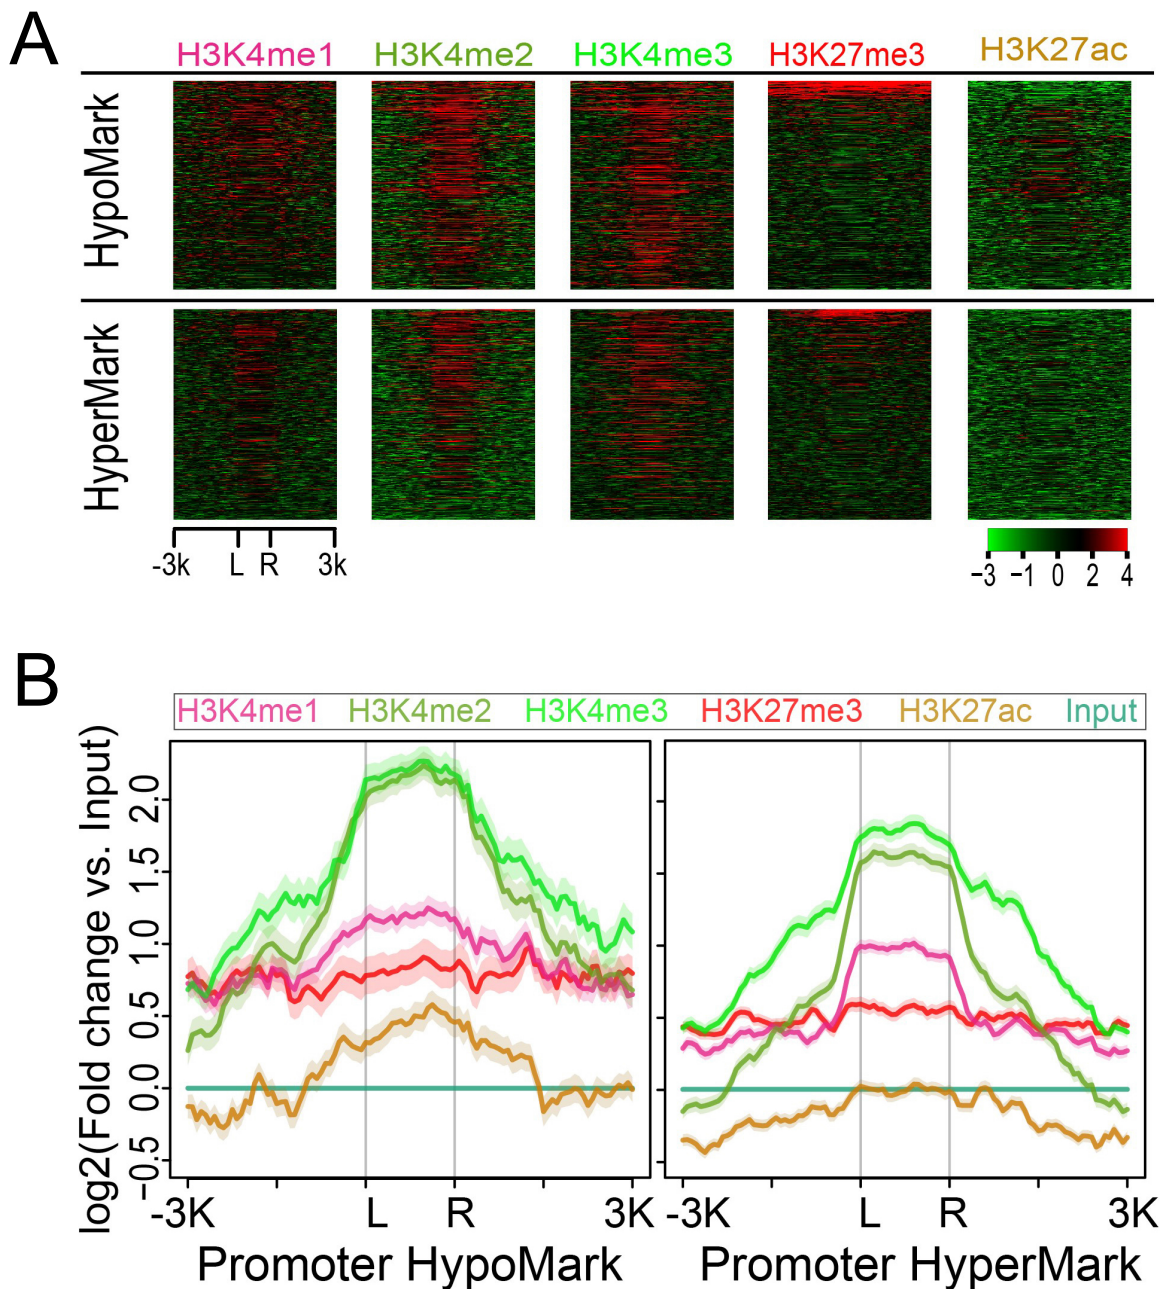 A
H3K4me1 H3K4me2 H3K4me3 H3K27me3 H3K27ac
HypoMark
HyperMark
-3k L R 3k
−3 −1 0 2 4
B
H3K4me1 H3K4me2 H3K4me3 H3K27me3 H3K27ac Input
log2(Fold change vs. Input)
2.0
1.5
1.0
0.5
0.0
−0.5
-3K L R 3K -3K L R 3K
Promoter HypoMark Promoter HyperMark